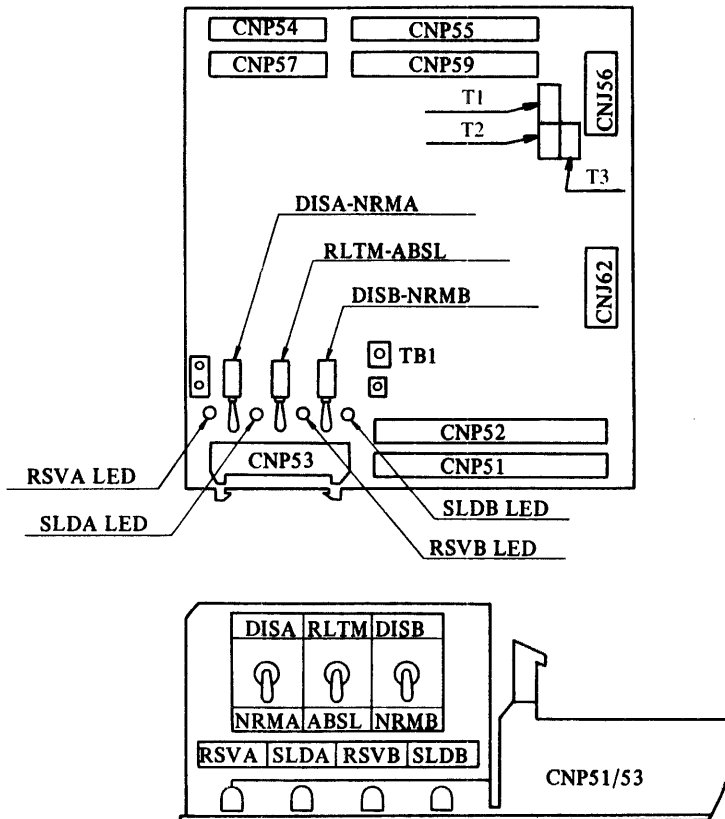 CNP54 CNP55
CNP57 CNP59
CNJ56
T1
T2
T3
DISA-NRMA
RLTM-ABSL
DISB-NRMB
CNJ62
TB1
CNP52
CNP53 CNP51
RSVA LED
SLDA LED
SLDB LED
RSVB LED
DISA RLTM DISB
NRMA ABSL NRMB
RSVA SLDA RSVB SLDB
CNP51/53